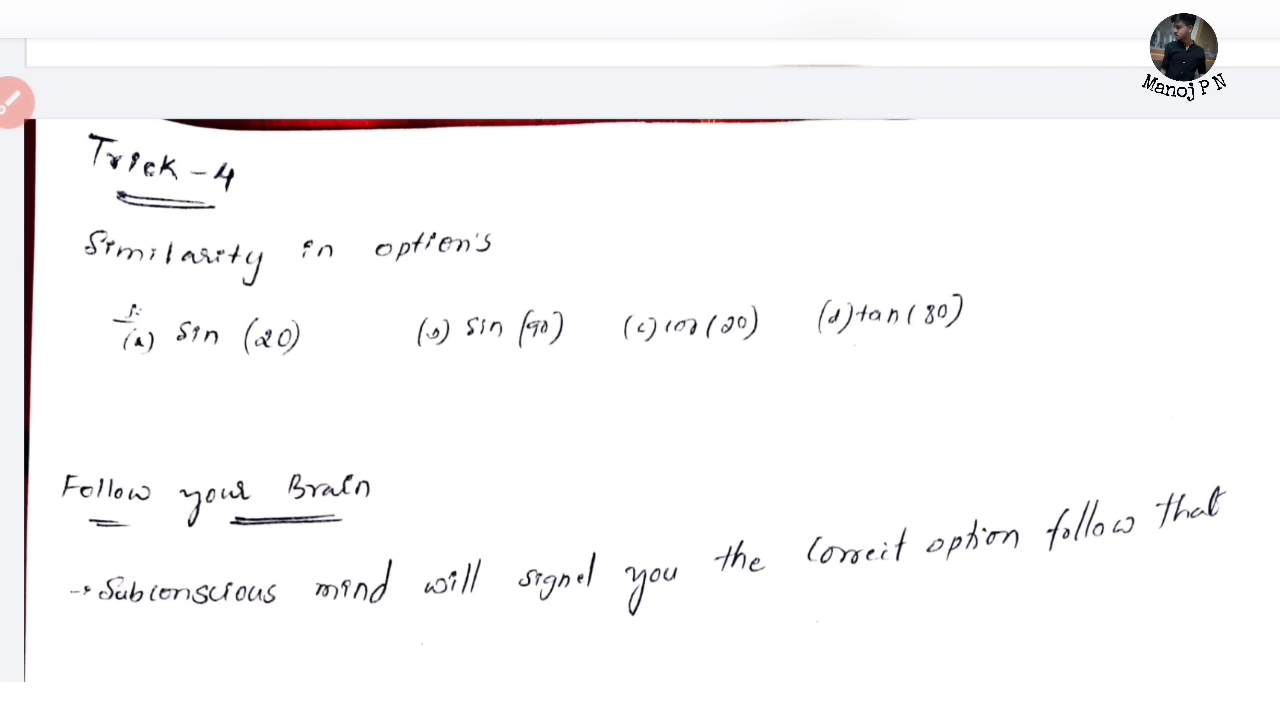 Manoj P N
Trick - 4
Similarity in option's
(a) sin (20) (b) sin (90) (c) cos (20) (d) tan (80)
Follow your Brain
→ Subconscious mind will signel you the correct option follow that